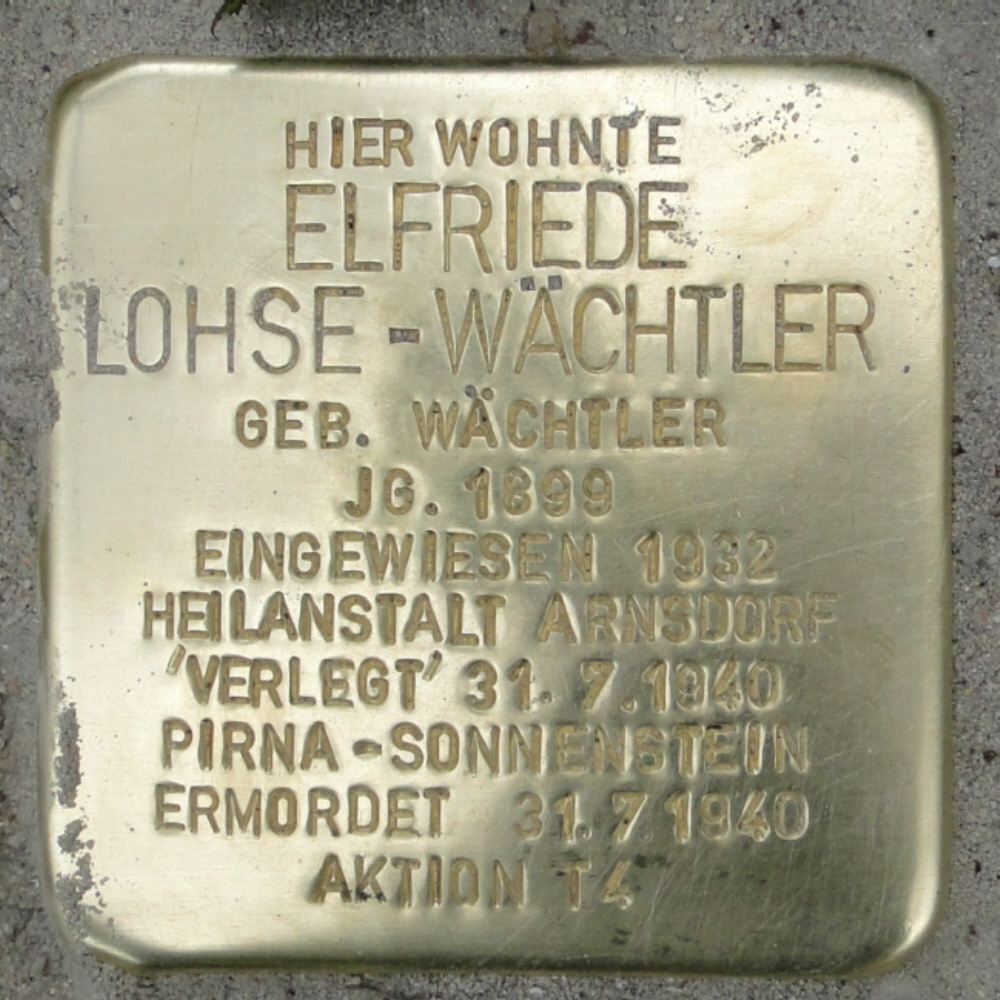 HIER WOHNTE
ELFRIEDE
LOHSE-WÄCHTLER
GEB. WÄCHTLER
JG. 1899
EINGEWIESEN 1932
HEILANSTALT ARNSDORF
'VERLEGT' 31. 7. 1940
PIRNA-SONNENSTEIN
ERMORDET 31. 7. 1940
AKTION T4